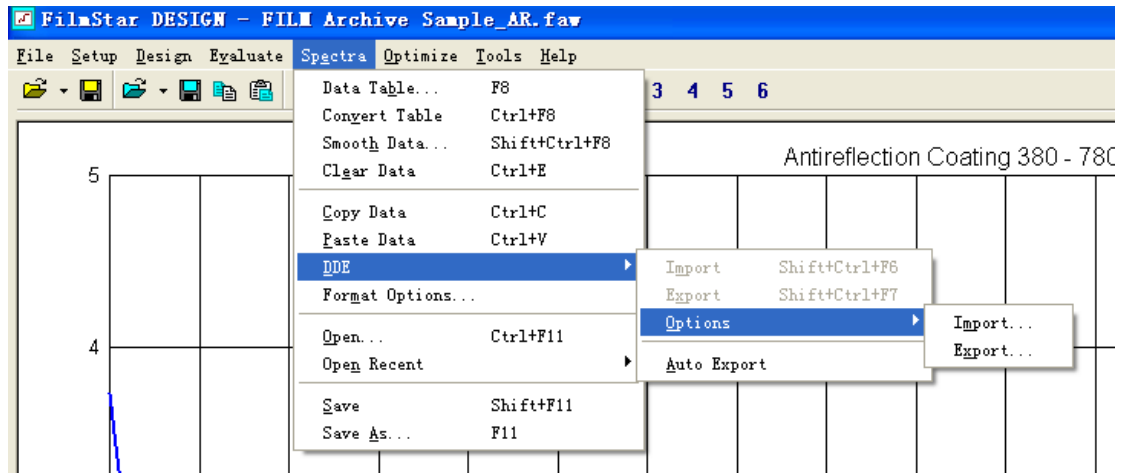 FilmStar DESIGN - FILM Archive Sample_AR.faw
File Setup Design Evaluate Spectra Optimize Tools Help
3 4 5 6
Data Table... F8
Convert Table Ctrl+F8
Smooth Data... Shift+Ctrl+F8
Clear Data Ctrl+E
Copy Data Ctrl+C
Paste Data Ctrl+V
DDE
Format Options...
Open... Ctrl+F11
Open Recent
Save Shift+F11
Save As... F11
Import Shift+Ctrl+F6
Export Shift+Ctrl+F7
Options
Auto Export
Import...
Export...
Antireflection Coating 380 - 780
5
4